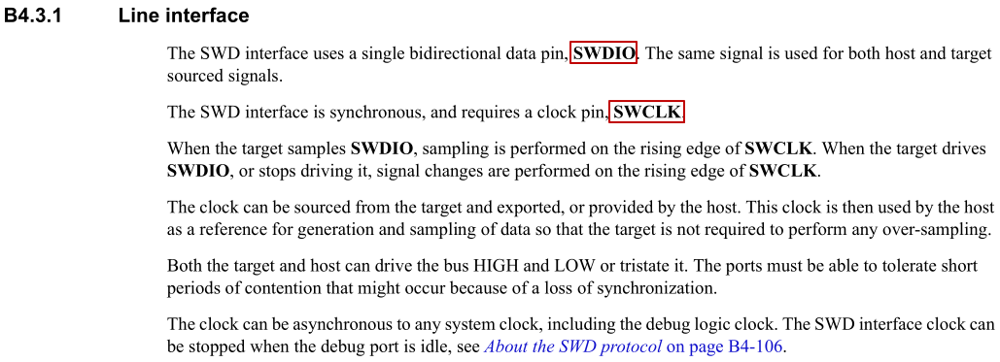 B4.3.1 Line interface
The SWD interface uses a single bidirectional data pin, SWDIO. The same signal is used for both host and target
sourced signals.
The SWD interface is synchronous, and requires a clock pin, SWCLK.
When the target samples SWDIO, sampling is performed on the rising edge of SWCLK. When the target drives
SWDIO, or stops driving it, signal changes are performed on the rising edge of SWCLK.
The clock can be sourced from the target and exported, or provided by the host. This clock is then used by the host
as a reference for generation and sampling of data so that the target is not required to perform any over-sampling.
Both the target and host can drive the bus HIGH and LOW or tristate it. The ports must be able to tolerate short
periods of contention that might occur because of a loss of synchronization.
The clock can be asynchronous to any system clock, including the debug logic clock. The SWD interface clock can
be stopped when the debug port is idle, see About the SWD protocol on page B4-106.